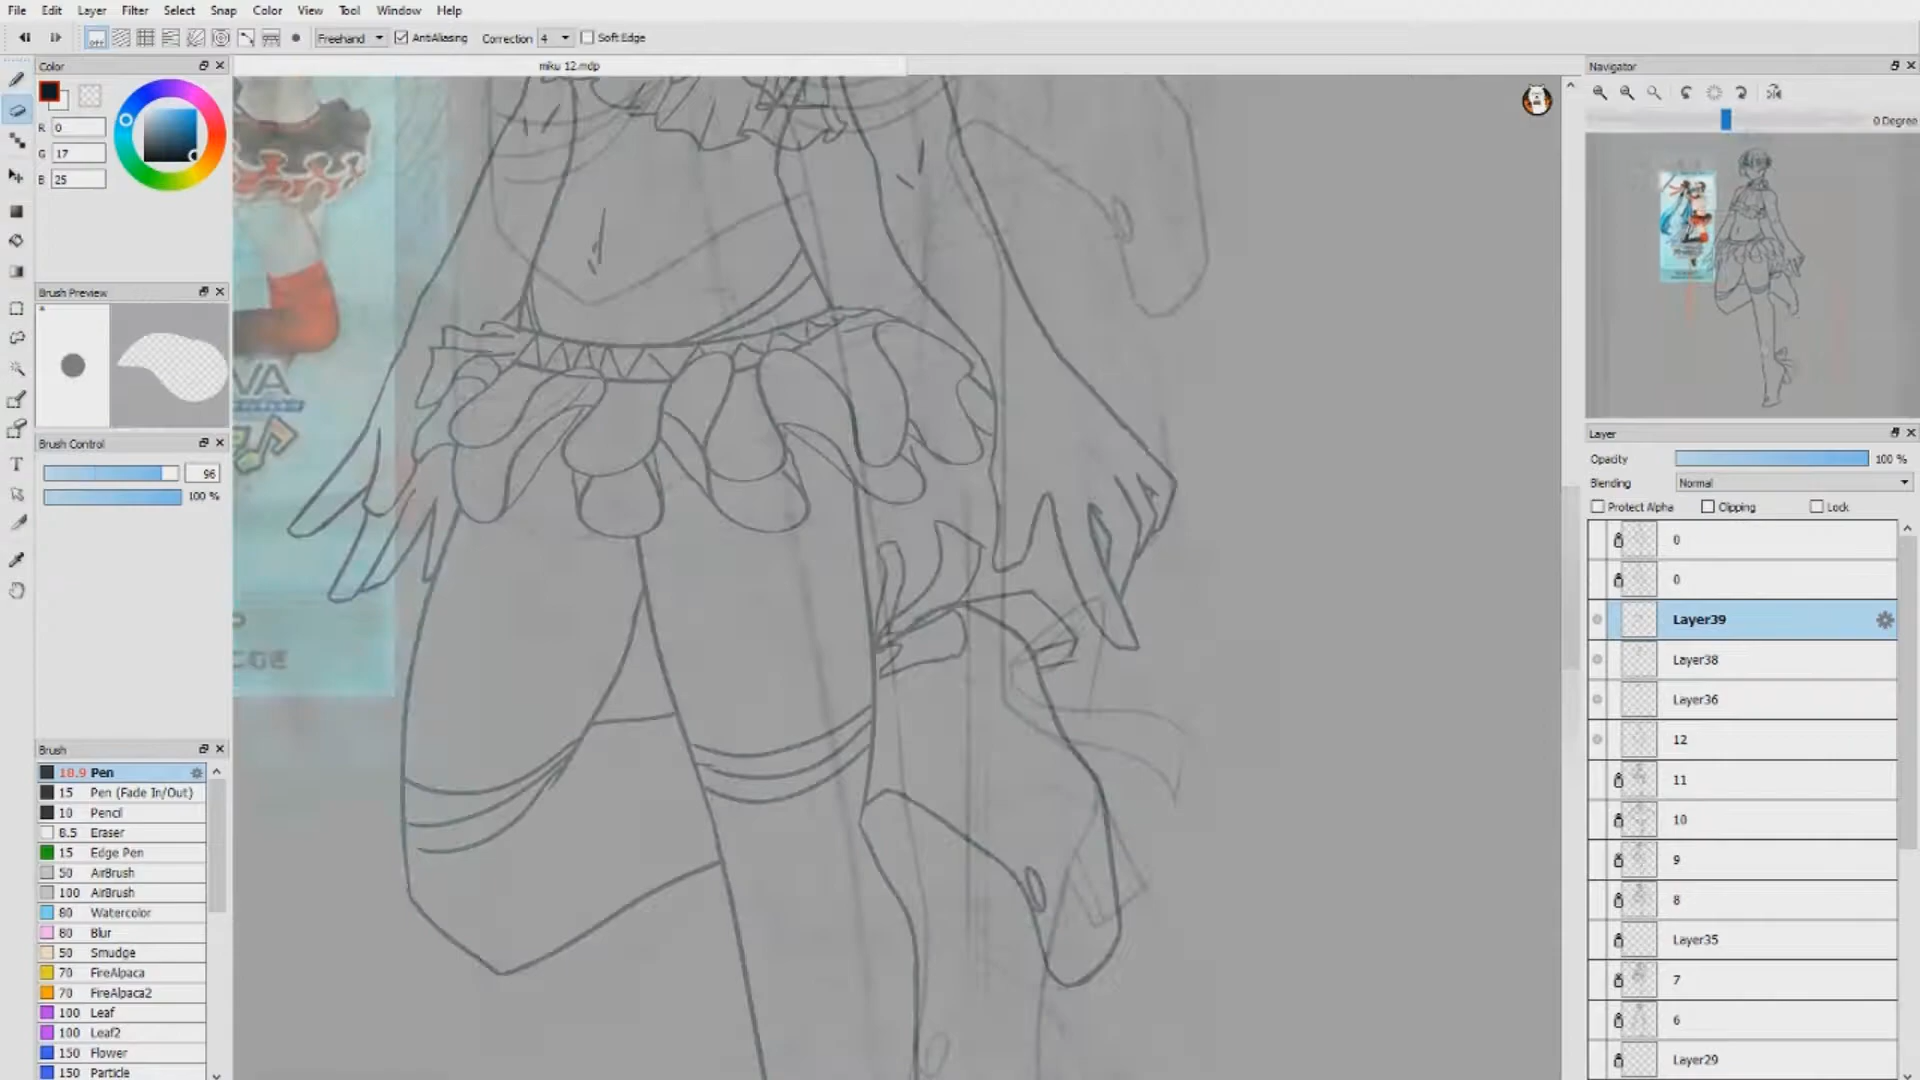 File Edit Layer Filter Select Snap Color View Tool Window Help
off Freehand AntiAliasing Correction 4 Soft Edge
Color
miku 12.mdp
Navigator
R 0
G 17
B 25
0 Degree
Brush Preview
VA
Brush Control
96
100 %
Layer
Opacity 100 %
Blending Normal
Protect Alpha Clipping Lock
0
0
Layer39
Layer38
Layer36
12
11
10
9
8
Layer35
7
6
Layer29
Brush
18.9 Pen
15 Pen (Fade In/Out)
10 Pencil
8.5 Eraser
15 Edge Pen
50 AirBrush
100 AirBrush
80 Watercolor
80 Blur
50 Smudge
70 FireAlpaca
70 FireAlpaca2
100 Leaf
100 Leaf2
150 Flower
150 Particle